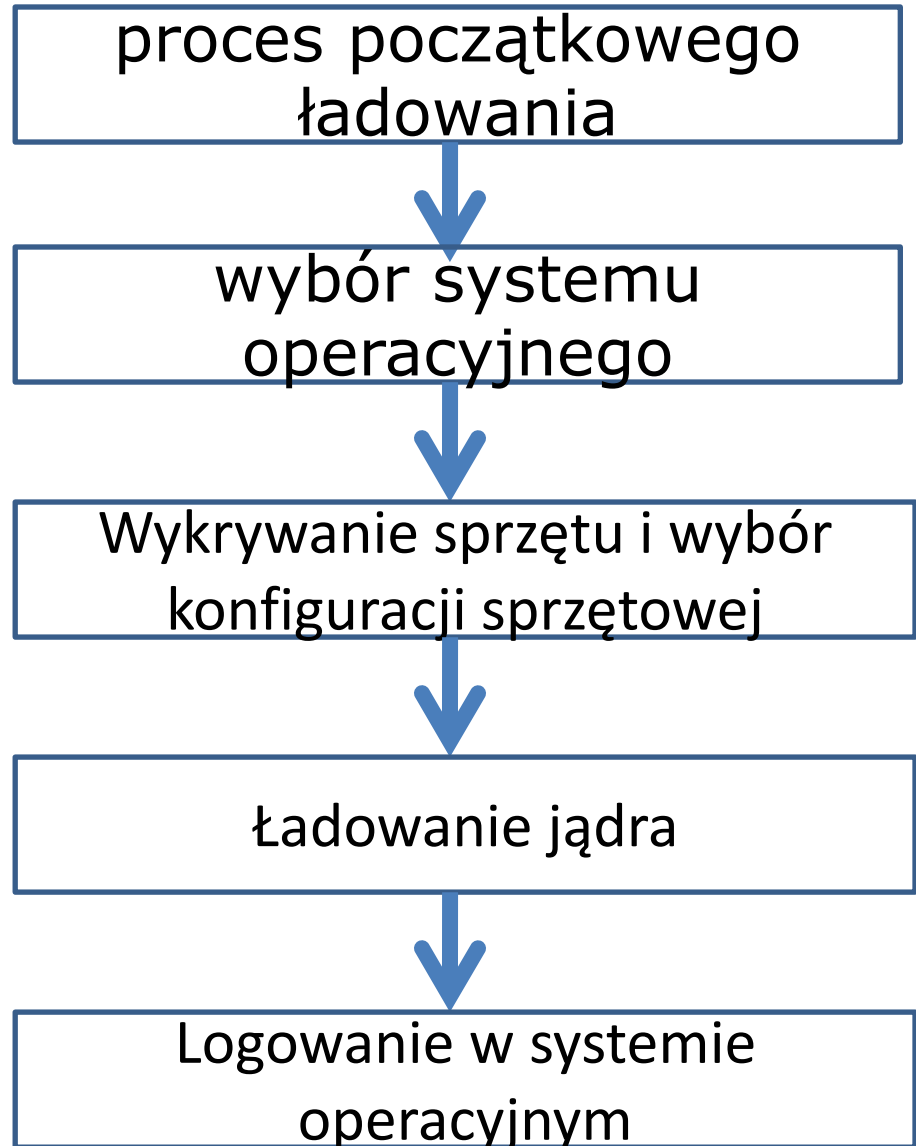 proces początkowego
ładowania
wybór systemu
operacyjnego
Wykrywanie sprzętu i wybór
konfiguracji sprzętowej
Ładowanie jądra
Logowanie w systemie
operacyjnym